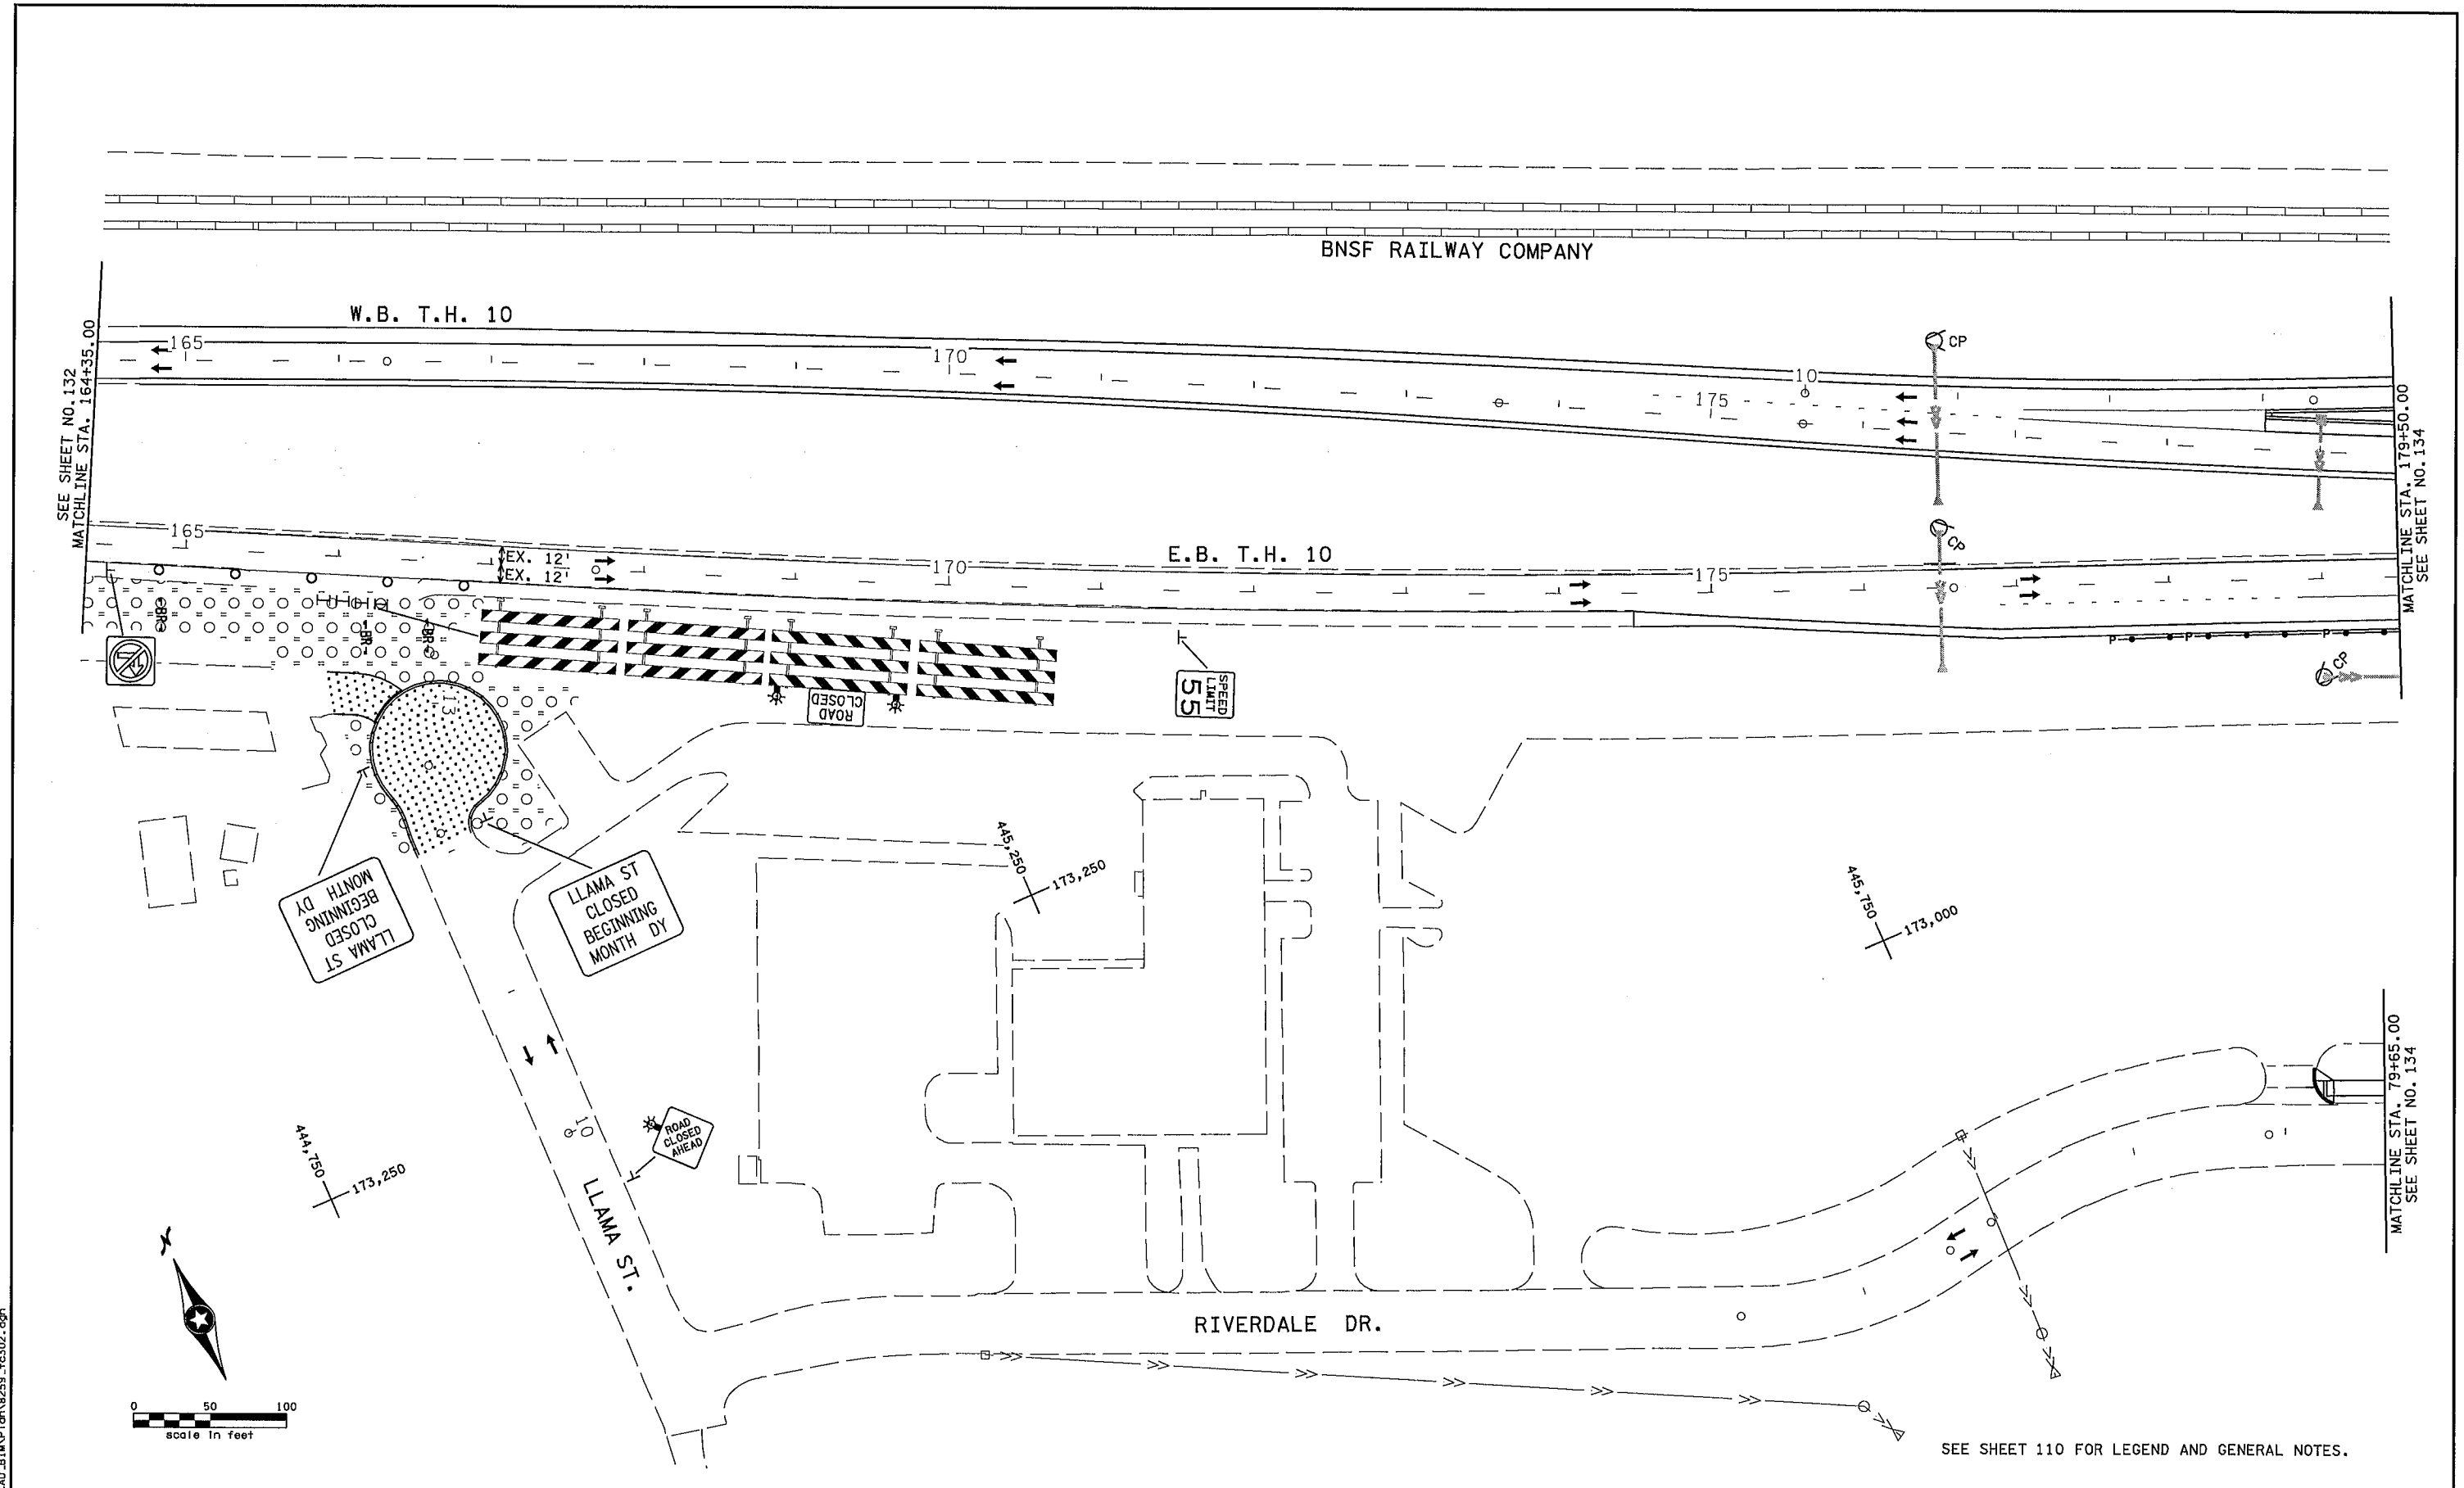 BNSF RAILWAY COMPANY
W.B. T.H. 10
SEE SHEET NO.132
MATCHLINE STA. 164+35.00
165
170
175
10
CP
MATCHLINE STA. 179+50.00
SEE SHEET NO.134
165
EX. 12'
EX. 12'
170
E.B. T.H. 10
175
CP
BR
BR
BR
ROAD
CLOSED
SPEED
LIMIT
55
P
P
P
CP
13
LLAMA ST
CLOSED
BEGINNING
MONTH DY
LLAMA ST
CLOSED
BEGINNING
MONTH DY
445,250
173,250
445,750
173,000
444,750
173,250
10
ROAD
CLOSED
AHEAD
LLAMA ST.
MATCHLINE STA. 79+65.00
SEE SHEET NO. 134
RIVERDALE DR.
N
0 50 100
scale in feet
SEE SHEET 110 FOR LEGEND AND GENERAL NOTES.